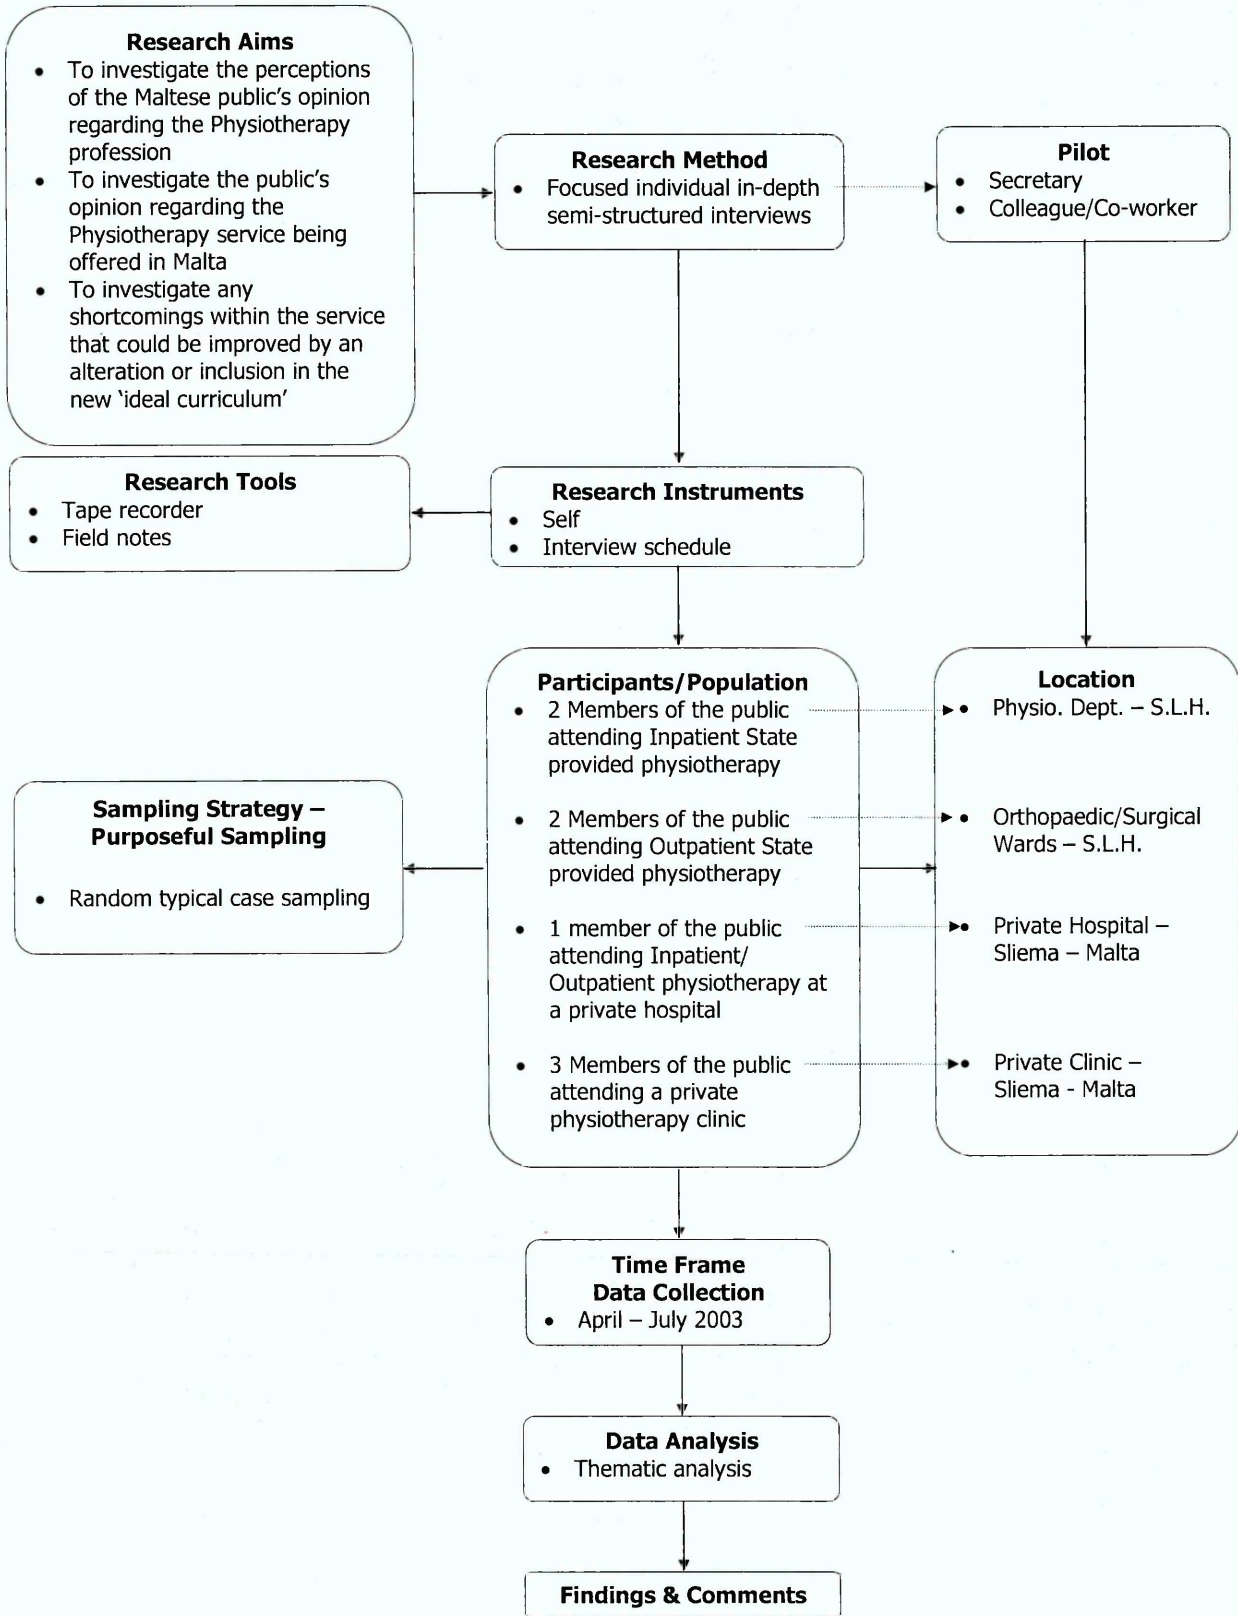 Research Aims
• To investigate the perceptions
of the Maltese public's opinion
regarding the Physiotherapy
profession
• To investigate the public's
opinion regarding the
Physiotherapy service being
offered in Malta
• To investigate any
shortcomings within the service
that could be improved by an
alteration or inclusion in the
new 'ideal curriculum'
Research Method
• Focused individual in-depth
semi-structured interviews
Pilot
• Secretary
• Colleague/Co-worker
Research Tools
• Tape recorder
• Field notes
Research Instruments
• Self
• Interview schedule
Participants/Population
• 2 Members of the public
attending Inpatient State
provided physiotherapy
• 2 Members of the public
attending Outpatient State
provided physiotherapy
• 1 member of the public
attending Inpatient/
Outpatient physiotherapy at
a private hospital
• 3 Members of the public
attending a private
physiotherapy clinic
Location
• Physio. Dept. – S.L.H.
• Orthopaedic/Surgical
Wards – S.L.H.
• Private Hospital –
Sliema – Malta
• Private Clinic –
Sliema - Malta
Sampling Strategy –
Purposeful Sampling
• Random typical case sampling
Time Frame
Data Collection
• April – July 2003
Data Analysis
• Thematic analysis
Findings & Comments